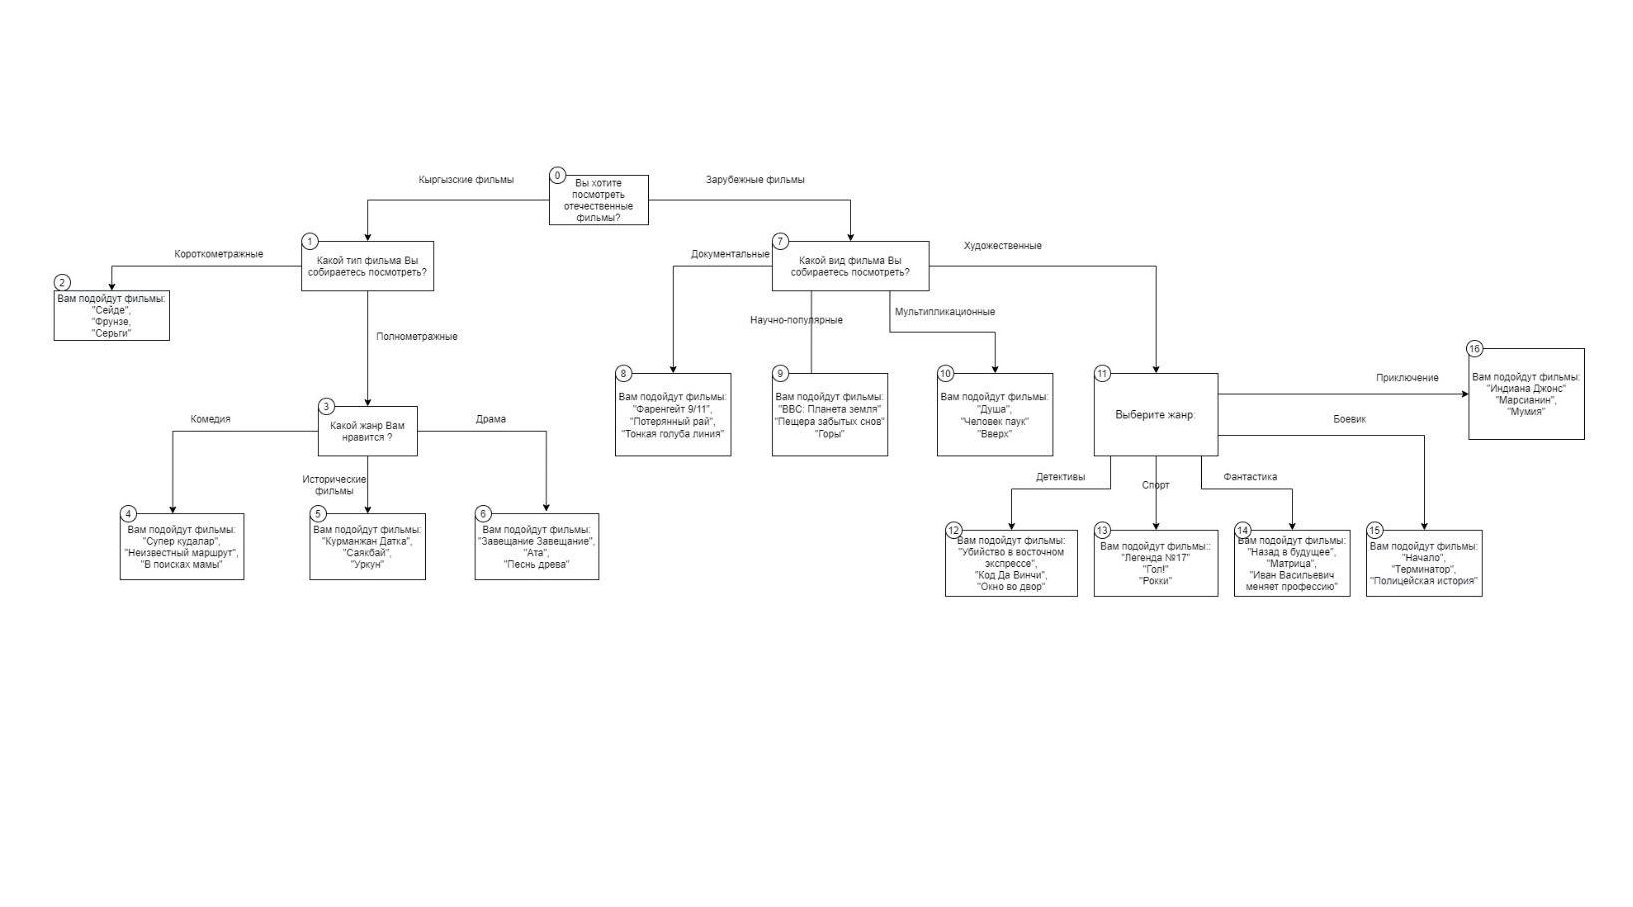 Кыргызские фильмы
0
Зарубежные фильмы
Вы хотите
посмотреть
отечественные
фильмы?
Короткометражные
1
Какой тип фильма Вы
собираетесь посмотреть?
2
Вам подойдут фильмы:
"Сейде",
"Фрунзе,
"Серьги"
Полнометражные
Комедия
3
Какой жанр Вам
нравится ?
Драма
Исторические
фильмы
4
Вам подойдут фильмы:
"Супер кудалар",
"Неизвестный маршрут",
"В поисках мамы"
5
Вам подойдут фильмы:
"Курманжан Датка",
"Саякбай",
"Уркун"
6
Вам подойдут фильмы:
"Завещание Завещание",
"Ата",
"Песнь древа"
Документальные
7
Какой вид фильма Вы
собираетесь посмотреть?
Художественные
Научно-популярные
Мультипликационные
8
Вам подойдут фильмы:
"Фаренгейт 9/11",
"Потерянный рай",
"Тонкая голуба линия"
9
Вам подойдут фильмы:
"BBC: Планета земля"
"Пещера забытых снов"
"Горы"
10
Вам подойдут фильмы:
"Душа",
"Человек паук"
"Вверх"
11
Выберите жанр:
Приключение
16
Вам подойдут фильмы:
"Индиана Джонс"
"Марсианин",
"Мумия"
Боевик
Детективы
Спорт
Фантастика
12
Вам подойдут фильмы:
"Убийство в восточном
экспрессе",
"Код Да Винчи",
"Окно во двор"
13
Вам подойдут фильмы::
"Легенда №17"
"Гол!"
"Рокки"
14
Вам подойдут фильмы:
"Назад в будущее",
"Матрица",
"Иван Васильевич
меняет профессию"
15
Вам подойдут фильмы:
"Начало",
"Терминатор",
"Полицейская история"